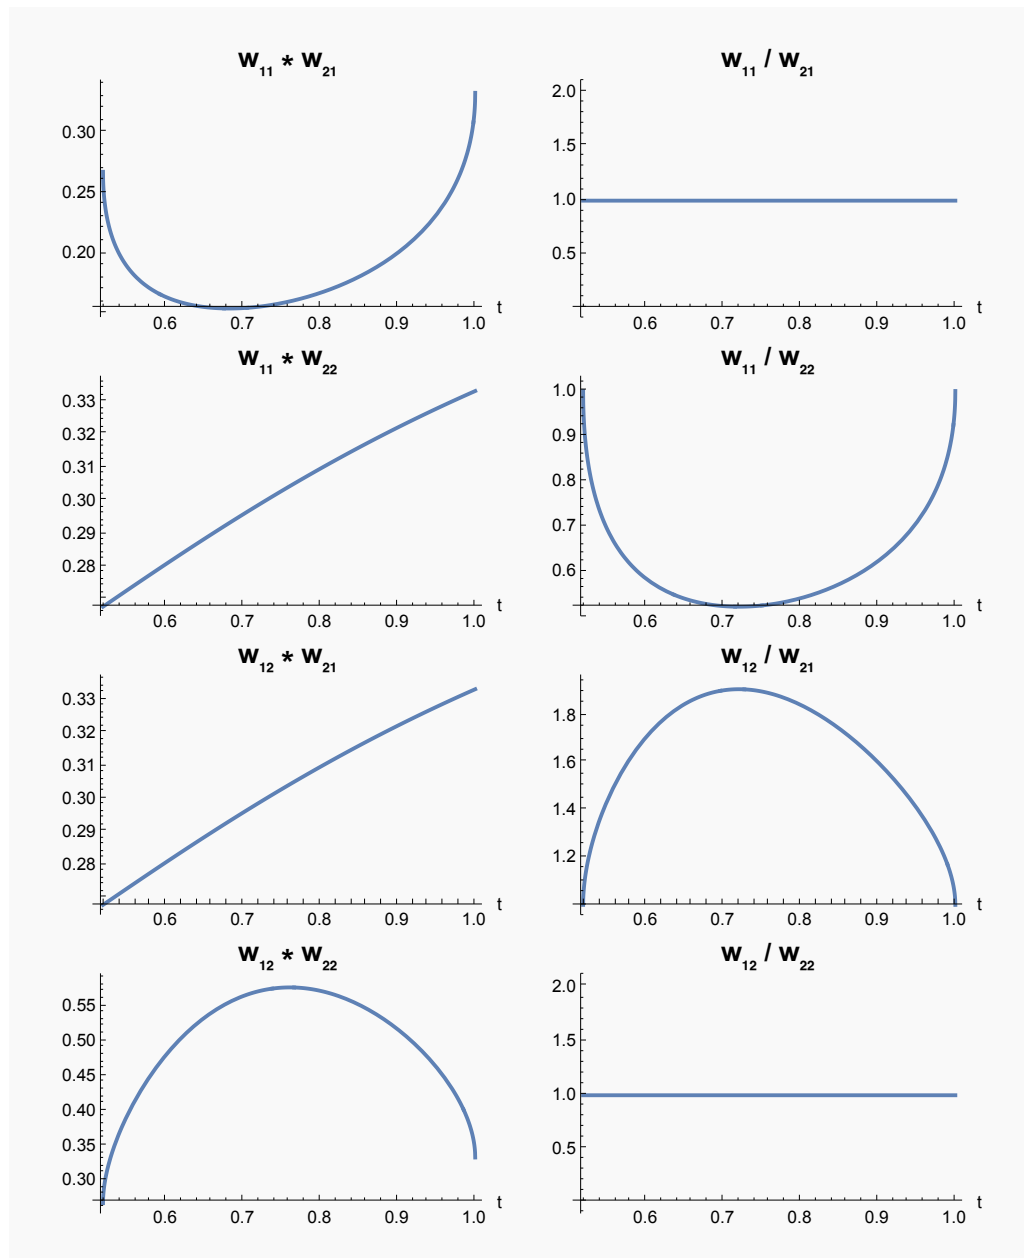 W₁₁ * W₂₁
0.30
0.25
0.20
0.6 0.7 0.8 0.9 1.0 t
W₁₁ / W₂₁
2.0
1.5
1.0
0.5
0.6 0.7 0.8 0.9 1.0 t
W₁₁ * W₂₂
0.33
0.32
0.31
0.30
0.29
0.28
0.6 0.7 0.8 0.9 1.0 t
W₁₁ / W₂₂
1.0
0.9
0.8
0.7
0.6
0.6 0.7 0.8 0.9 1.0 t
W₁₂ * W₂₁
0.33
0.32
0.31
0.30
0.29
0.28
0.6 0.7 0.8 0.9 1.0 t
W₁₂ / W₂₁
1.8
1.6
1.4
1.2
0.6 0.7 0.8 0.9 1.0 t
W₁₂ * W₂₂
0.55
0.50
0.45
0.40
0.35
0.30
0.6 0.7 0.8 0.9 1.0 t
W₁₂ / W₂₂
2.0
1.5
1.0
0.5
0.6 0.7 0.8 0.9 1.0 t